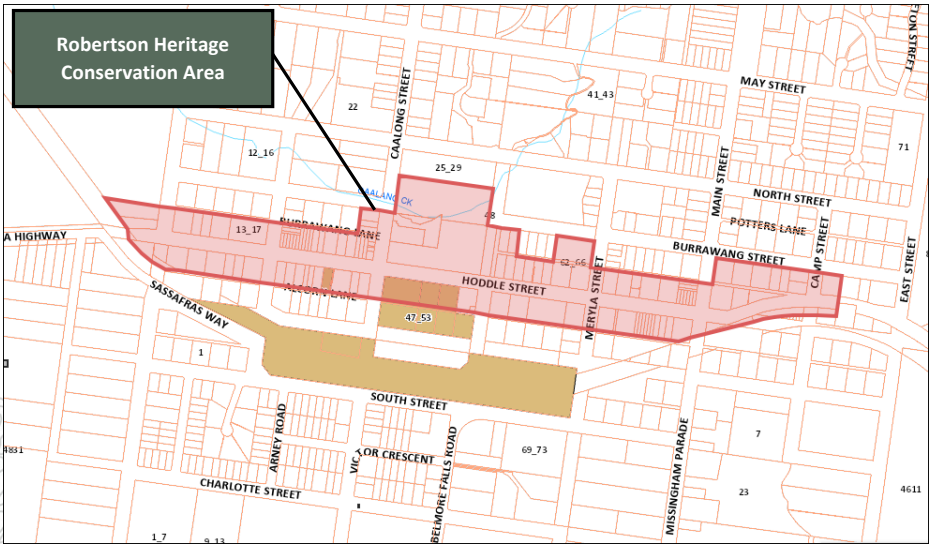 Robertson Heritage
Conservation Area
TON STREET
MAY STREET
41_43
22
CAALONG STREET
71
12_16
25_29
MAIN STREET
NORTH STREET
CAALANG CK
48
POTTERS LANE
CAMP STREET
BURRAWANG LANE
13_17
A HIGHWAY
BURRAWANG STREET
EAST STREET
62_66
HODDLE STREET
MERYLA STREET
SASSAFRAS WAY
47_53
1
SOUTH STREET
ARNEY ROAD
VICTOR CRESCENT
BELMORE FALLS ROAD
MISSINGHAM PARADE
7
69_73
4831
CHARLOTTE STREET
23
4611
1_7
9_13